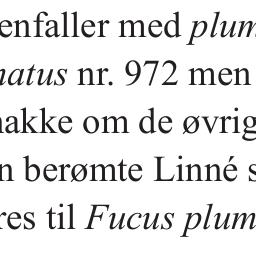 enfaller med plum
natus nr. 972 men
nakke om de øvrig
n berømte Linné s
res til Fucus plum